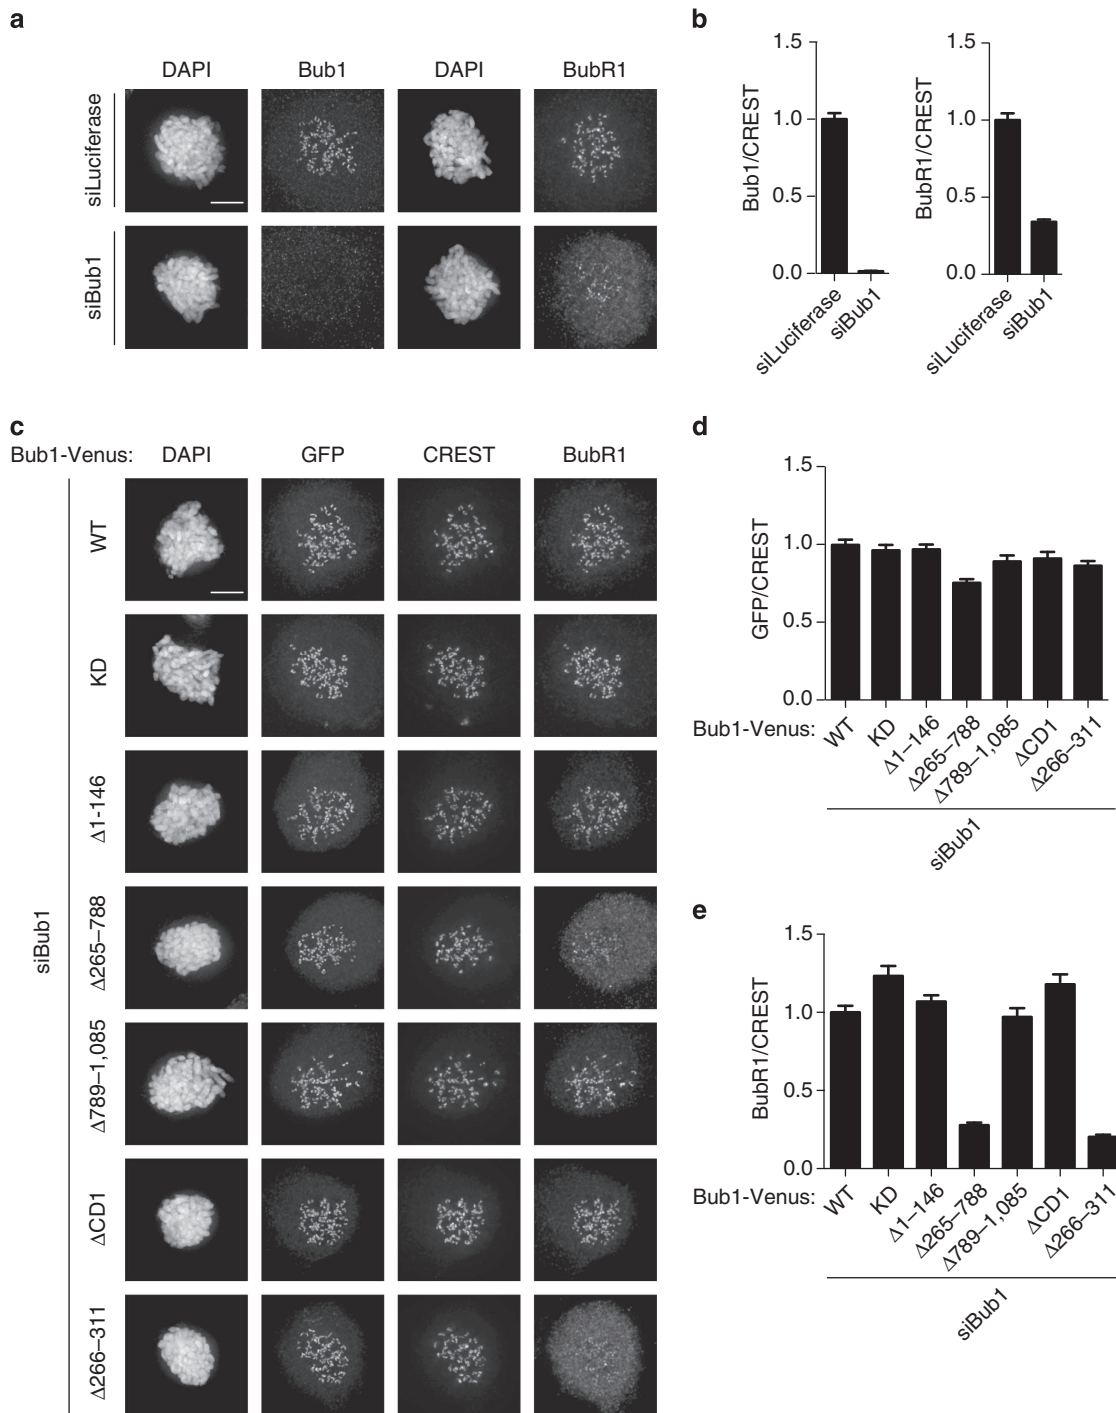 a
DAPI Bub1 DAPI BubR1
siLuciferase
siBub1
b
Bub1/CREST
1.5
1.0
0.5
0.0
siLuciferase
siBub1
BubR1/CREST
1.5
1.0
0.5
0.0
siLuciferase
siBub1
c
Bub1-Venus: DAPI GFP CREST BubR1
siBub1
WT
KD
Δ1–146
Δ265–788
Δ789–1,085
ΔCD1
Δ266–311
d
GFP/CREST
1.5
1.0
0.5
0.0
Bub1-Venus: WT KD Δ1–146 Δ265–788 Δ789–1,085 ΔCD1 Δ266–311
siBub1
e
BubR1/CREST
1.5
1.0
0.5
0.0
Bub1-Venus: WT KD Δ1–146 Δ265–788 Δ789–1,085 ΔCD1 Δ266–311
siBub1